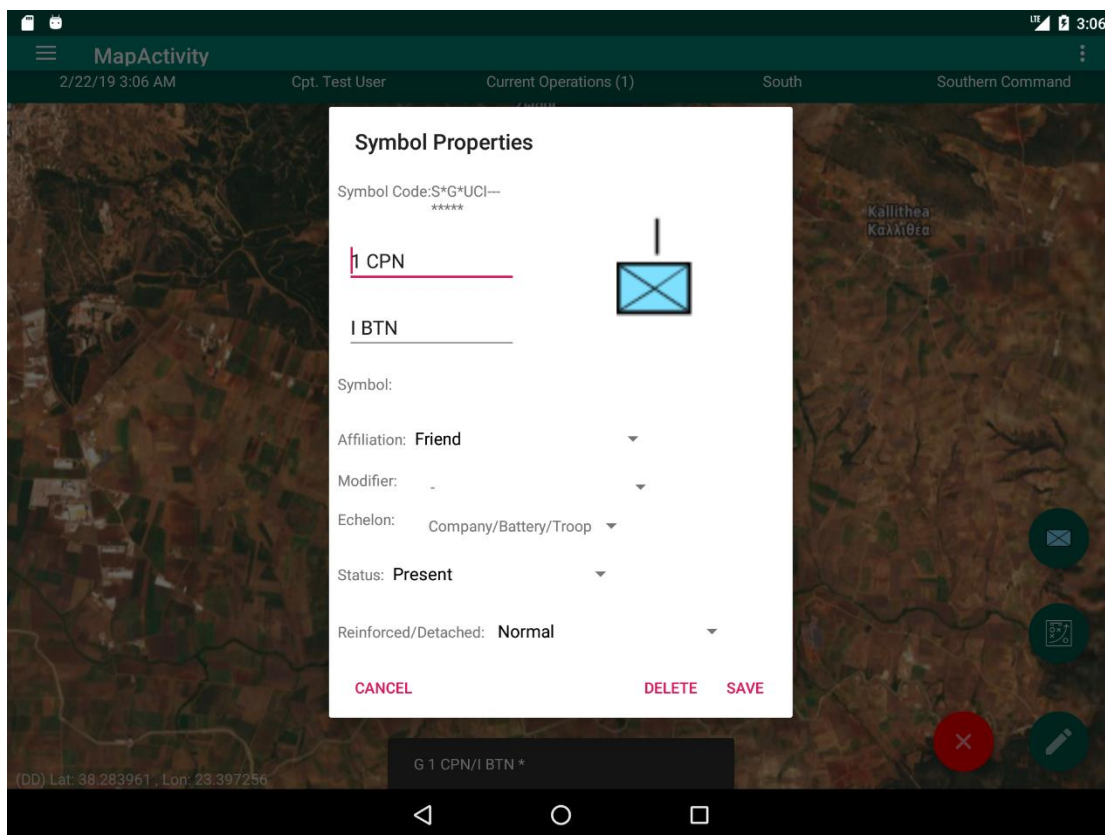 LTE 3:06
MapActivity
2/22/19 3:06 AM Cpt. Test User Current Operations (1) South Southern Command
Symbol Properties
Symbol Code:S*G*UCI---
*****
Kallithea
Καλλιθέα
1 CPN
I BTN
Symbol:
Affiliation: Friend
Modifier: -
Echelon: Company/Battery/Troop
Status: Present
Reinforced/Detached: Normal
CANCEL DELETE SAVE
G 1 CPN/I BTN *
(DD) Lat: 38.283961 , Lon: 23.397256